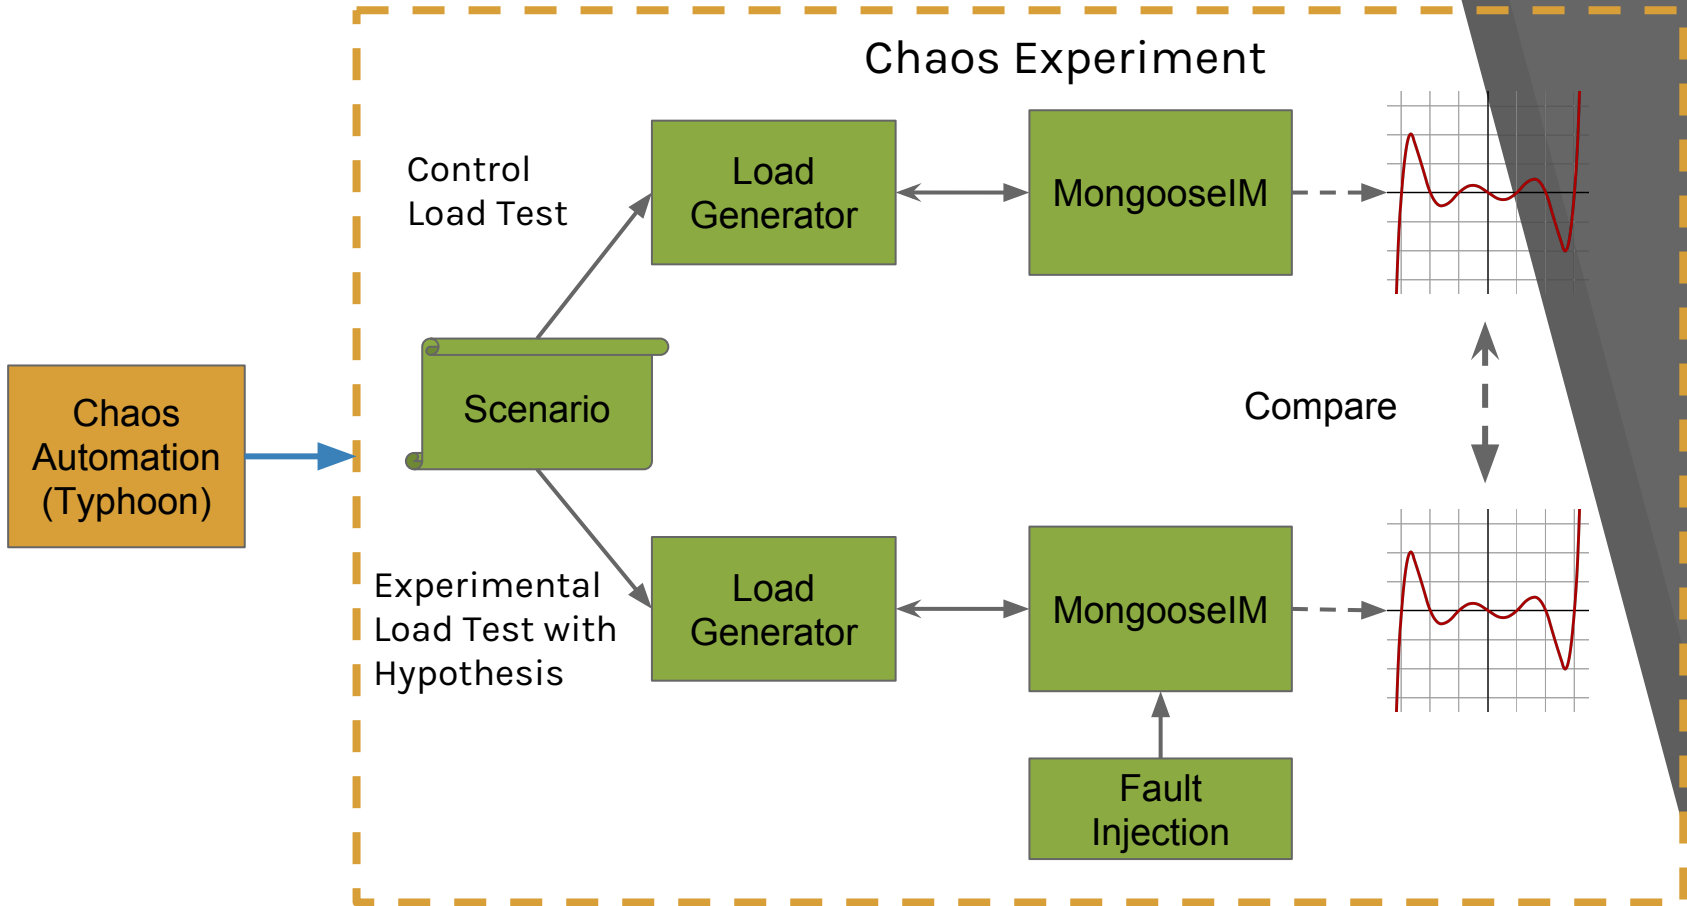 Chaos Experiment
Control
Load Test
Load
Generator
MongooseIM
Scenario
Chaos
Automation
(Typhoon)
Compare
Experimental
Load Test with
Hypothesis
Load
Generator
MongooseIM
Fault
Injection